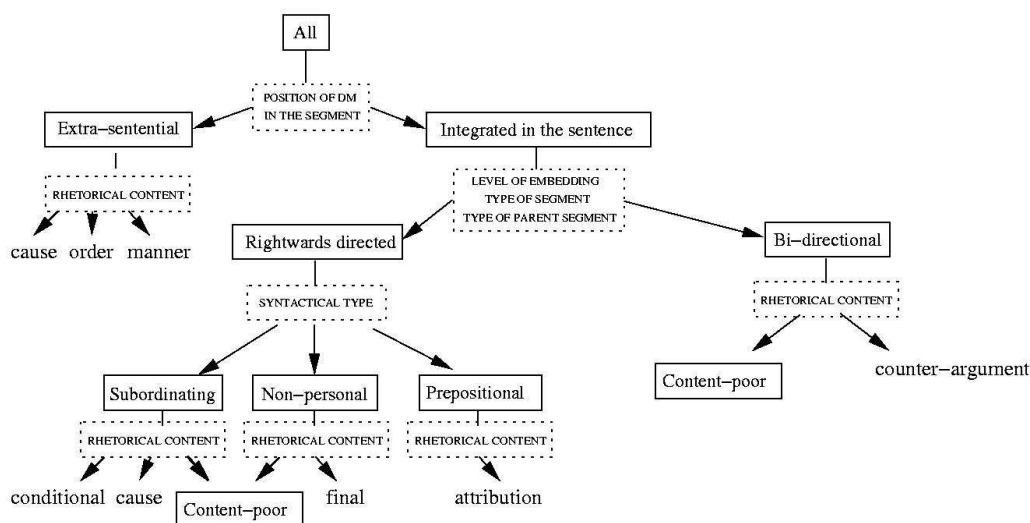 All
POSITION OF DM
IN THE SEGMENT
Extra−sentential
Integrated in the sentence
RHETORICAL CONTENT
cause order manner
LEVEL OF EMBEDDING
TYPE OF SEGMENT
TYPE OF PARENT SEGMENT
Rightwards directed
Bi−directional
SYNTACTICAL TYPE
RHETORICAL CONTENT
Content−poor
counter−argument
Subordinating
Non−personal
Prepositional
RHETORICAL CONTENT
RHETORICAL CONTENT
RHETORICAL CONTENT
conditional cause
Content−poor
final
attribution